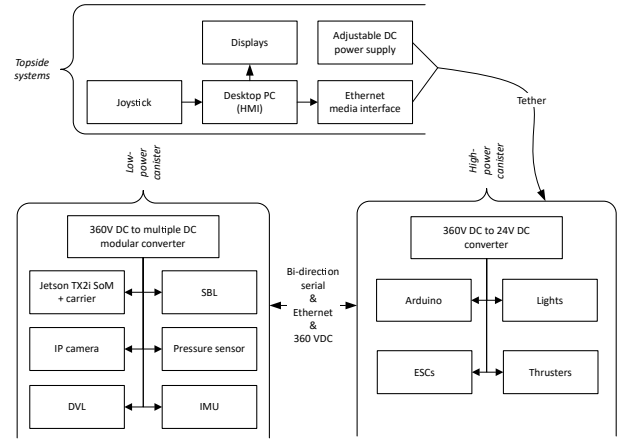 Topside
systems
Displays
Adjustable DC
power supply
Joystick
Desktop PC
(HMI)
Ethernet
media interface
Tether
Low-
power
canister
High-
power
canister
360V DC to multiple DC
modular converter
Jetson TX2i SoM
+ carrier
SBL
IP camera
Pressure sensor
DVL
IMU
Bi-direction
serial
&
Ethernet
&
360 VDC
360V DC to 24V DC
converter
Arduino
Lights
ESCs
Thrusters